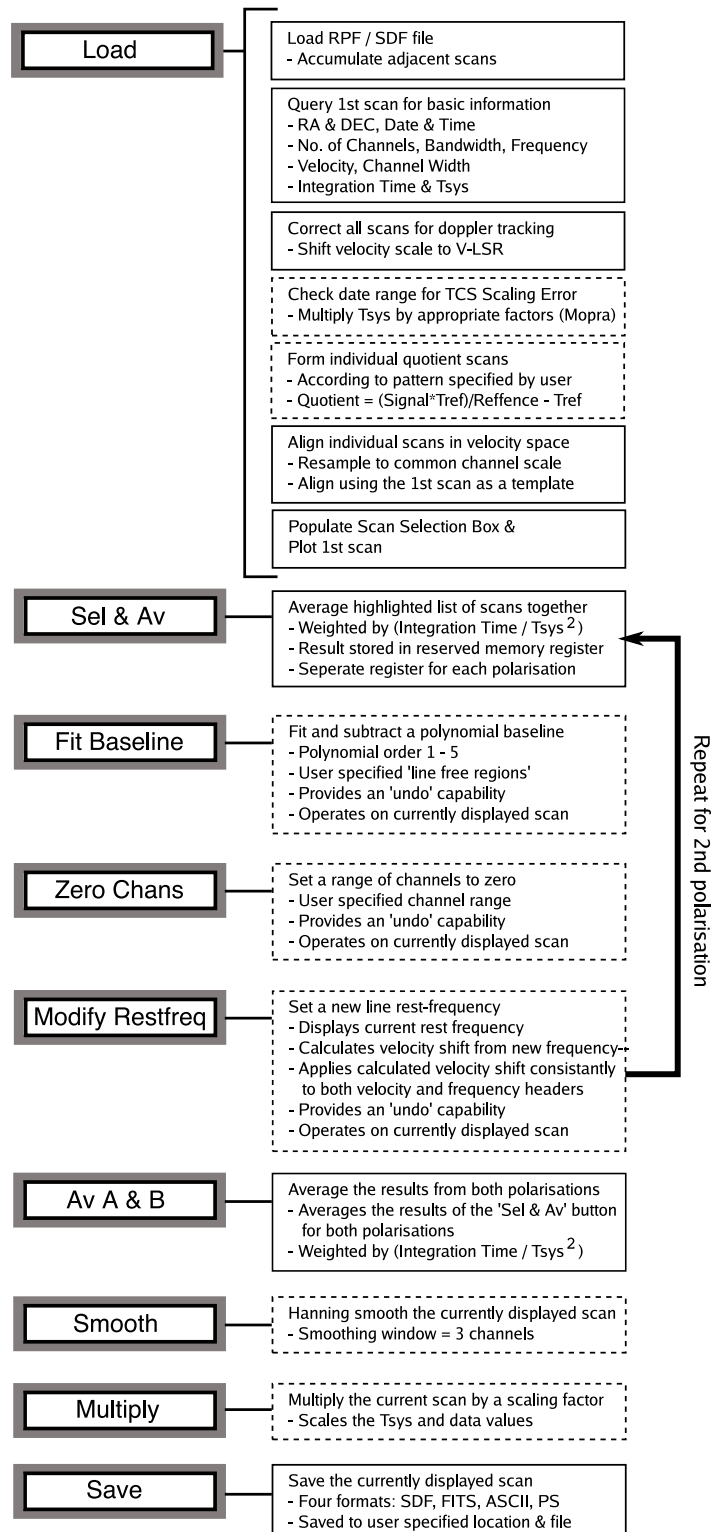 Load
Load RPF / SDF file
- Accumulate adjacent scans
Query 1st scan for basic information
- RA & DEC, Date & Time
- No. of Channels, Bandwidth, Frequency
- Velocity, Channel Width
- Integration Time & Tsys
Correct all scans for doppler tracking
- Shift velocity scale to V-LSR
Check date range for TCS Scaling Error
- Multiply Tsys by appropriate factors (Mopra)
Form individual quotient scans
- According to pattern specified by user
- Quotient = (Signal*Tref)/Reffence - Tref
Align individual scans in velocity space
- Resample to common channel scale
- Align using the 1st scan as a template
Populate Scan Selection Box &
Plot 1st scan
Sel & Av
Average highlighted list of scans together
- Weighted by (Integration Time / Tsys²)
- Result stored in reserved memory register
- Seperate register for each polarisation
Fit Baseline
Fit and subtract a polynomial baseline
- Polynomial order 1 - 5
- User specified 'line free regions'
- Provides an 'undo' capability
- Operates on currently displayed scan
Zero Chans
Set a range of channels to zero
- User specified channel range
- Provides an 'undo' capability
- Operates on currently displayed scan
Modify Restfreq
Set a new line rest-frequency
- Displays current rest frequency
- Calculates velocity shift from new frequency
- Applies calculated velocity shift consistantly
to both velocity and frequency headers
- Provides an 'undo' capability
- Operates on currently displayed scan
Repeat for 2nd polarisation
Av A & B
Average the results from both polarisations
- Averages the results of the 'Sel & Av' button
for both polarisations
- Weighted by (Integration Time / Tsys²)
Smooth
Hanning smooth the currently displayed scan
- Smoothing window = 3 channels
Multiply
Multiply the current scan by a scaling factor
- Scales the Tsys and data values
Save
Save the currently displayed scan
- Four formats: SDF, FITS, ASCII, PS
- Saved to user specified location & file